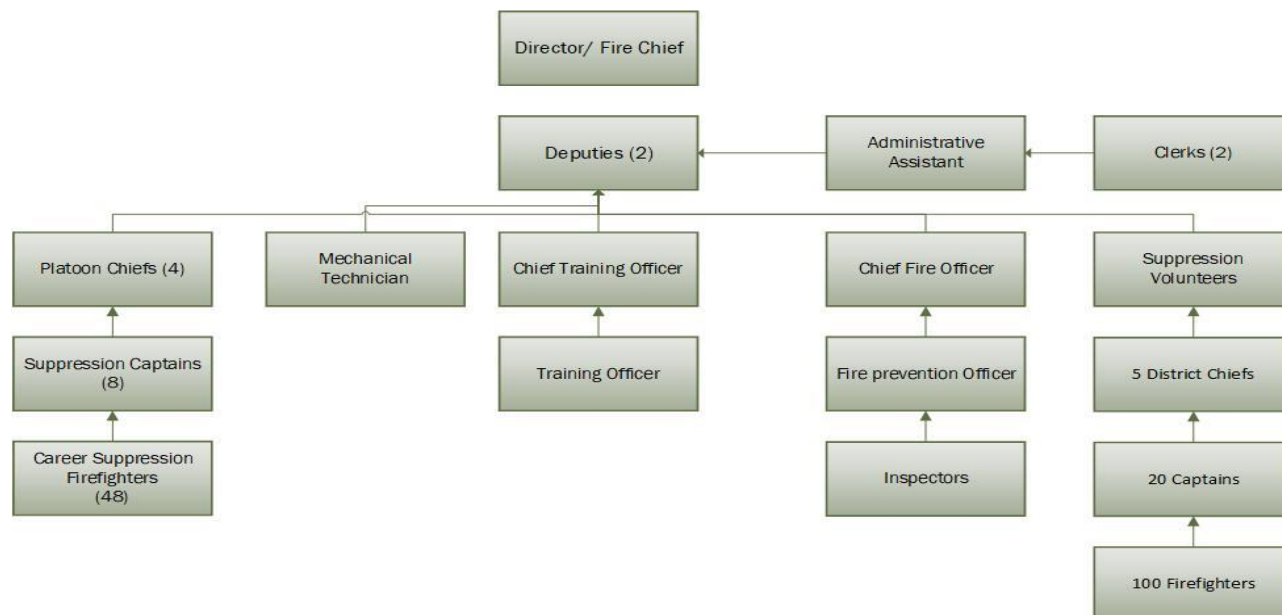 Director/ Fire Chief
Deputies (2)
Administrative
Assistant
Clerks (2)
Platoon Chiefs (4)
Mechanical
Technician
Chief Training Officer
Chief Fire Officer
Suppression
Volunteers
Suppression Captains
(8)
Training Officer
Fire prevention Officer
5 District Chiefs
Career Suppression
Firefighters
(48)
Inspectors
20 Captains
100 Firefighters